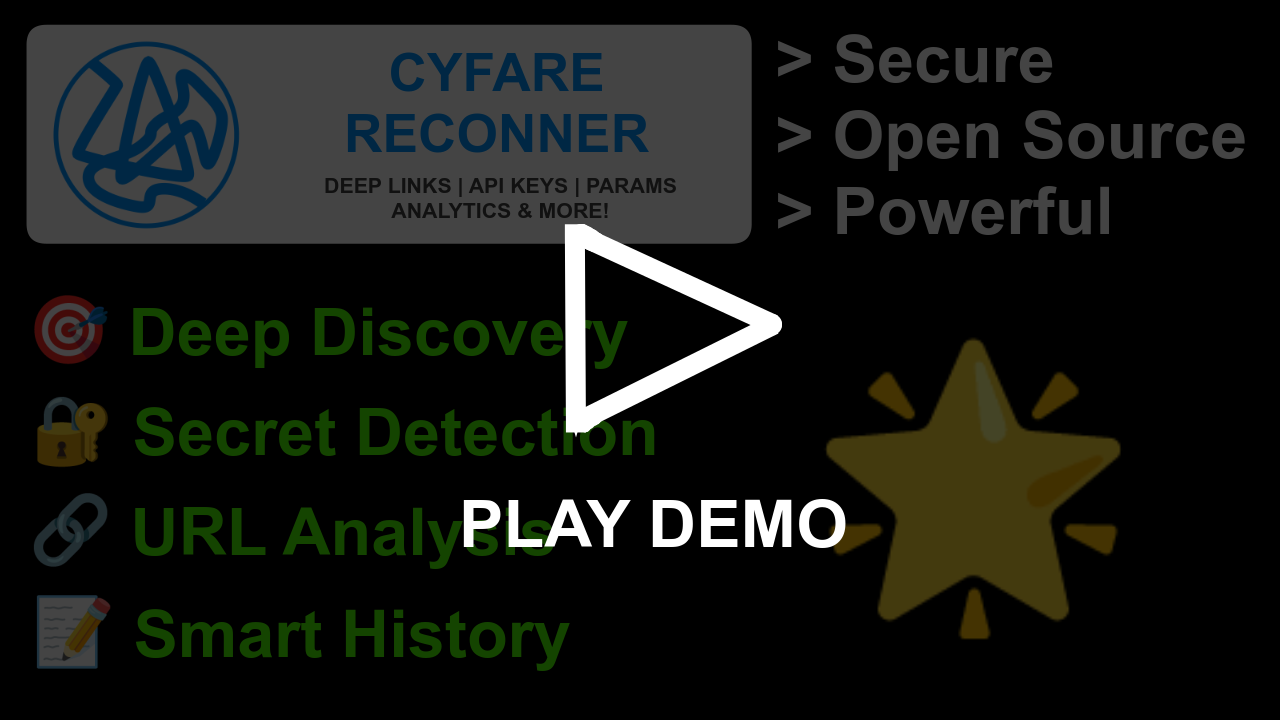 CYFARE
RECONNER
DEEP LINKS | API KEYS | PARAMS
ANALYTICS & MORE!
> Secure
> Open Source
> Powerful
Deep Discovery
Secret Detection
URL Analysis
Smart History
PLAY DEMO